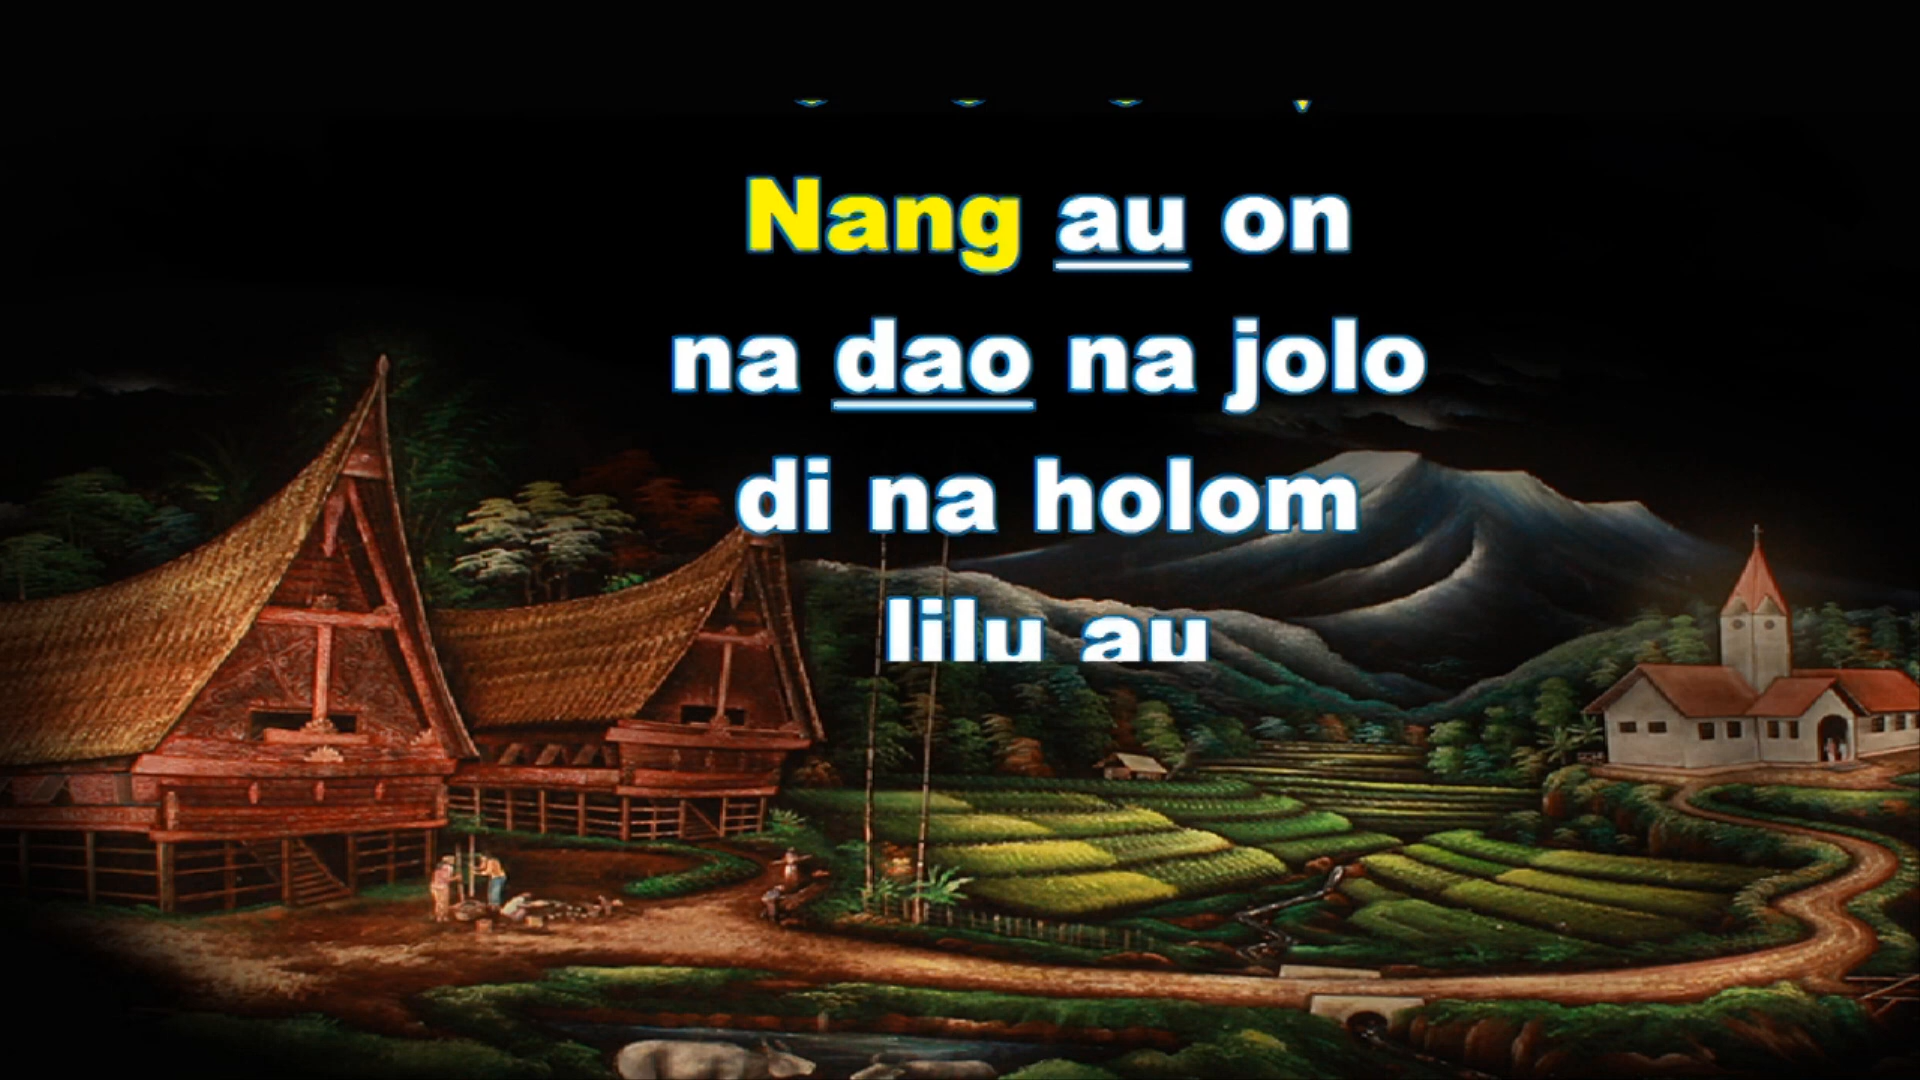 Nang au on
na dao na jolo
di na holom
lilu au